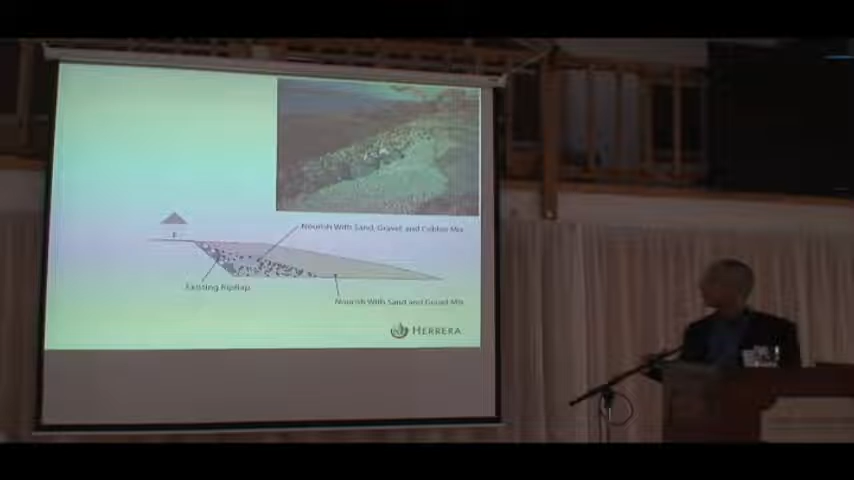 Nourish With Sand, Gravel and Cobble Mix
Existing RipRap
Nourish With Sand and Gravel Mix
HERRERA